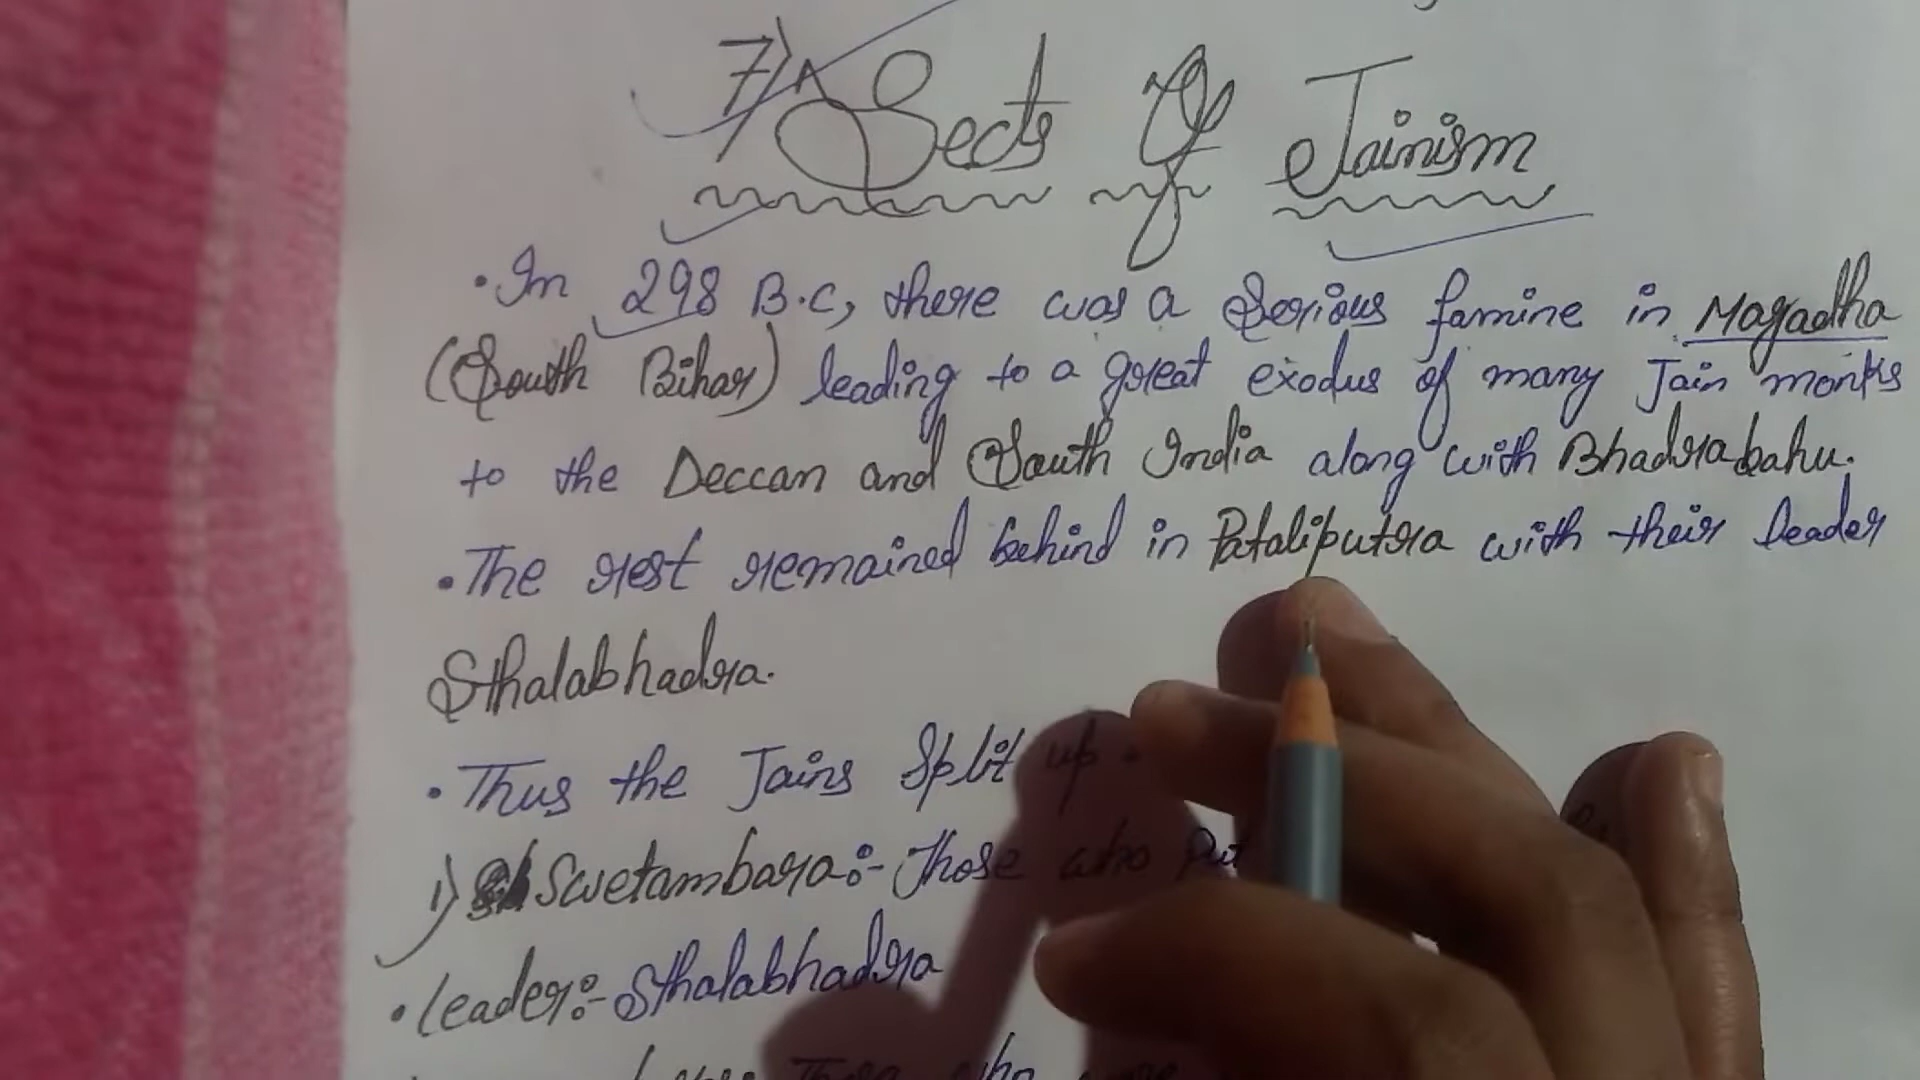 7) Sects Of Jainism
• In 298 B.C, there was a Serious famine in Magadha
(South Bihar) leading to a great exodus of many Jain monks
to the Deccan and South India along with Bhadrabahu.
• The rest remained behind in Pataliputra with their leader
Sthalabhadra.
• Thus the Jains Split up
1) Swetambara:- Those who Put
• Leader:- Sthalabhadra
who